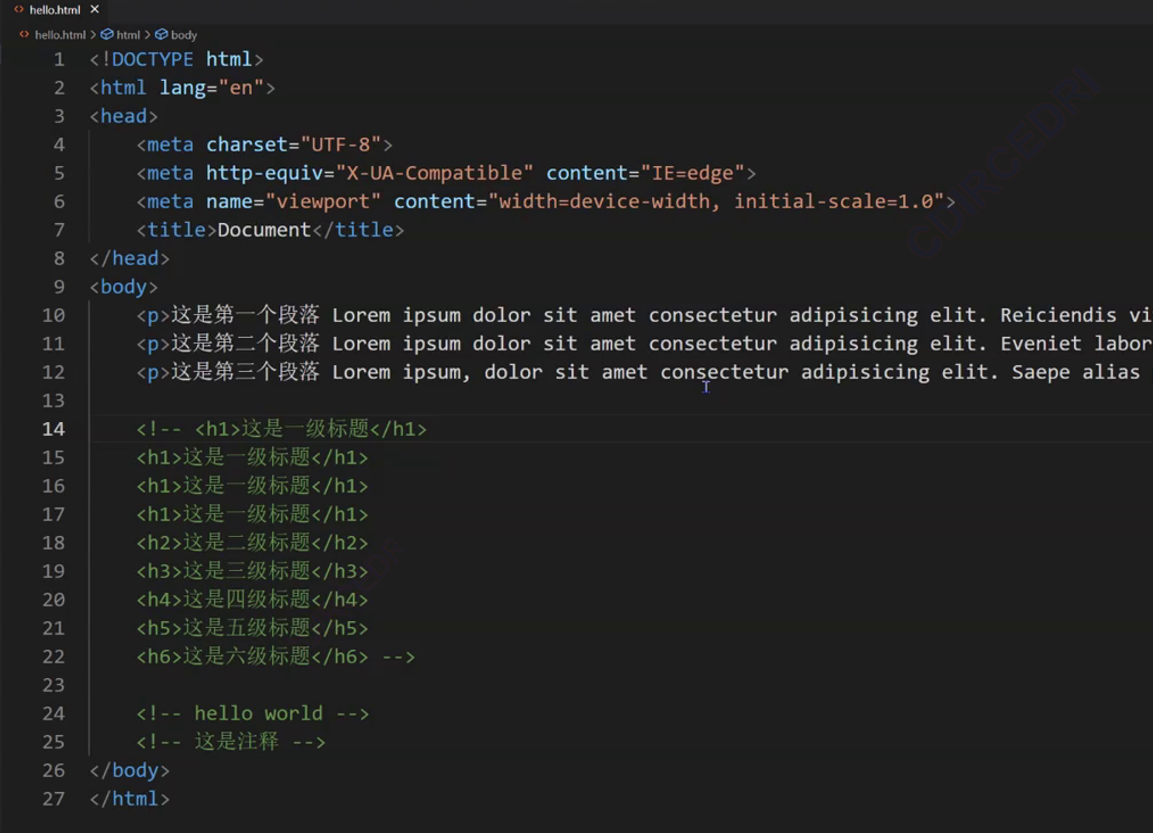 hello.html
hello.html > html > body
1 <!DOCTYPE html>
2 <html lang="en">
3 <head>
4 <meta charset="UTF-8">
5 <meta http-equiv="X-UA-Compatible" content="IE=edge">
6 <meta name="viewport" content="width=device-width, initial-scale=1.0">
7 <title>Document</title>
8 </head>
9 <body>
10 <p>这是第一个段落 Lorem ipsum dolor sit amet consectetur adipisicing elit. Reiciendis vi
11 <p>这是第二个段落 Lorem ipsum dolor sit amet consectetur adipisicing elit. Eveniet labor
12 <p>这是第三个段落 Lorem ipsum, dolor sit amet consectetur adipisicing elit. Saepe alias
13
14 <!-- <h1>这是一级标题</h1>
15 <h1>这是一级标题</h1>
16 <h1>这是一级标题</h1>
17 <h1>这是一级标题</h1>
18 <h2>这是二级标题</h2>
19 <h3>这是三级标题</h3>
20 <h4>这是四级标题</h4>
21 <h5>这是五级标题</h5>
22 <h6>这是六级标题</h6> -->
23
24 <!-- hello world -->
25 <!-- 这是注释 -->
26 </body>
27 </html>